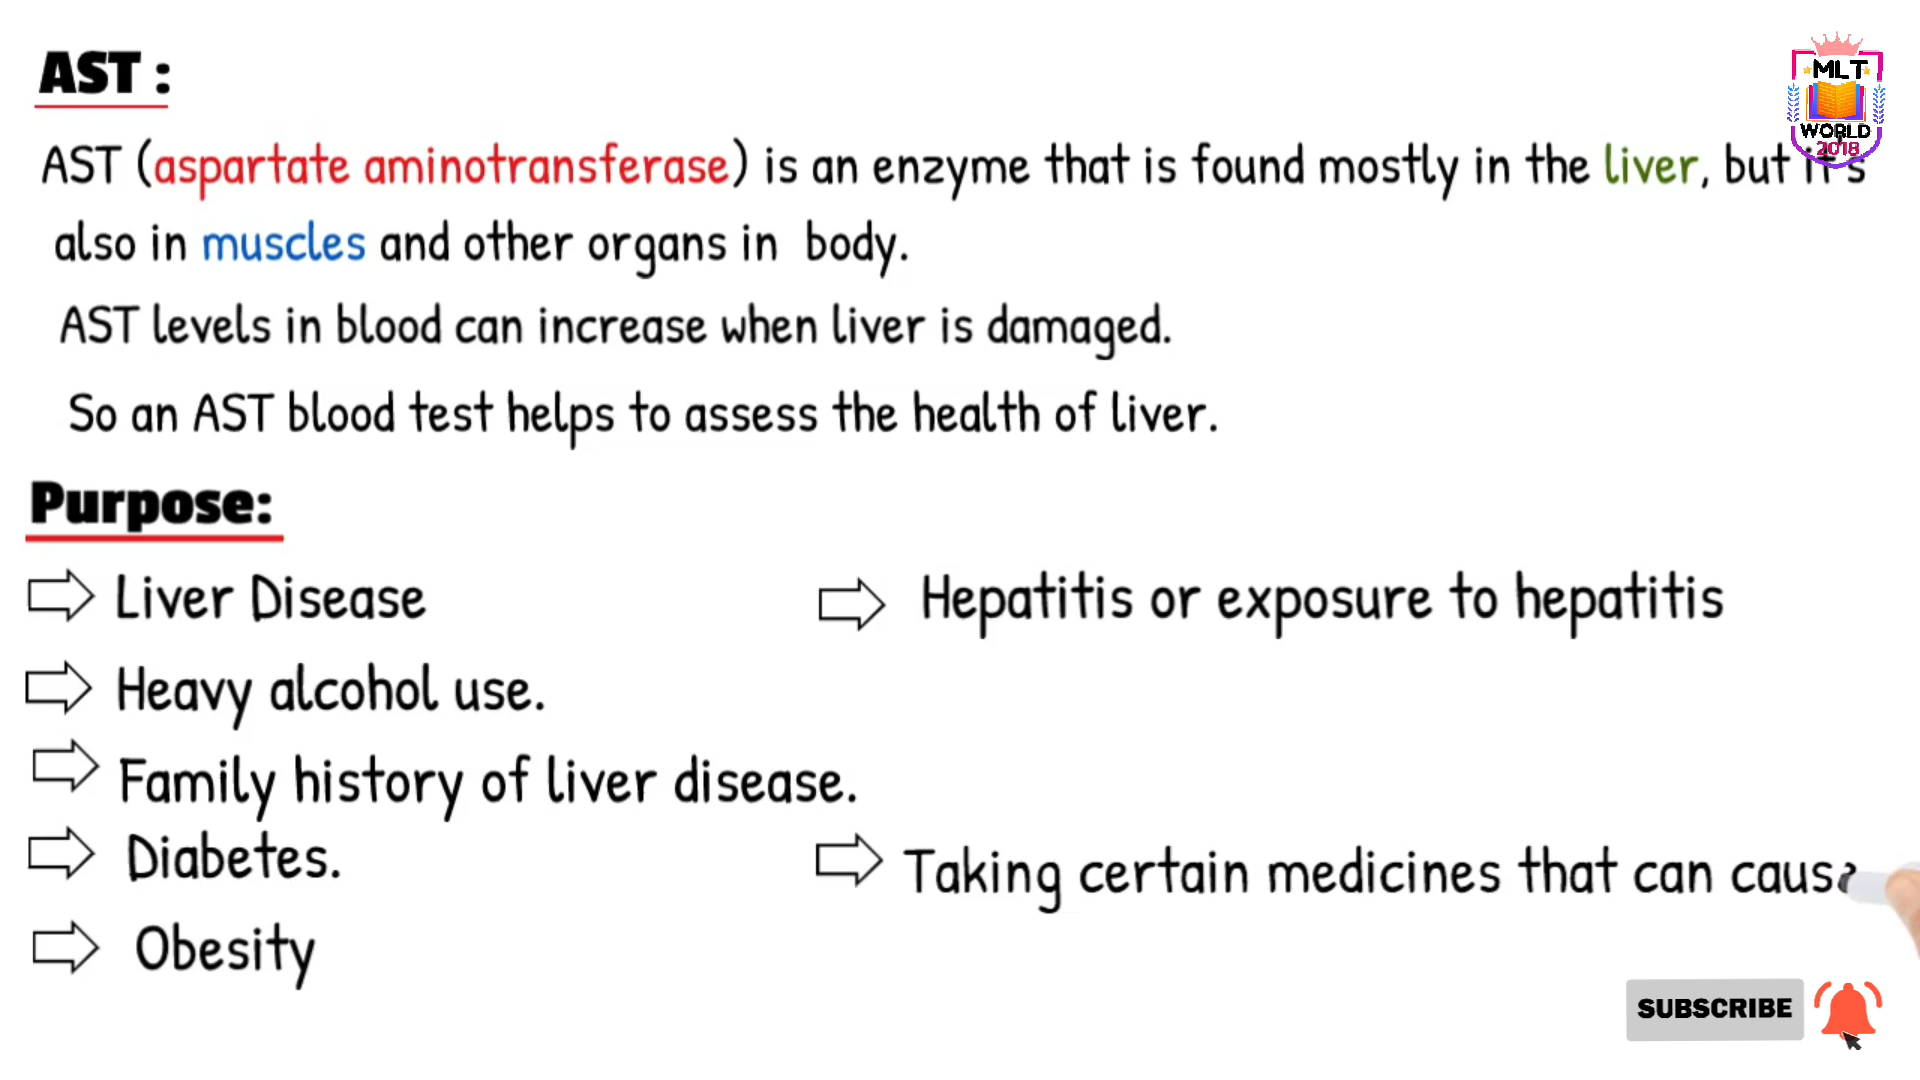 AST :
MLT
WORLD
2018
AST (aspartate aminotransferase) is an enzyme that is found mostly in the liver, but it's
also in muscles and other organs in body.
AST levels in blood can increase when liver is damaged.
So an AST blood test helps to assess the health of liver.
Purpose:
Liver Disease
Hepatitis or exposure to hepatitis
Heavy alcohol use.
Family history of liver disease.
Diabetes.
Taking certain medicines that can
Obesity
SUBSCRIBE